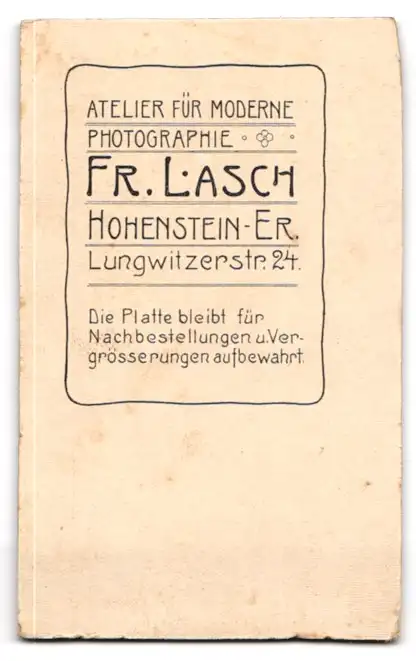 ATELIER FÜR MODERNE
PHOTOGRAPHIE
FR. LASCH
HOHENSTEIN-ER.
Lungwitzerstr. 24.
Die Platte bleibt für
Nachbestellungen u. Ver-
grösserungen aufbewahrt.